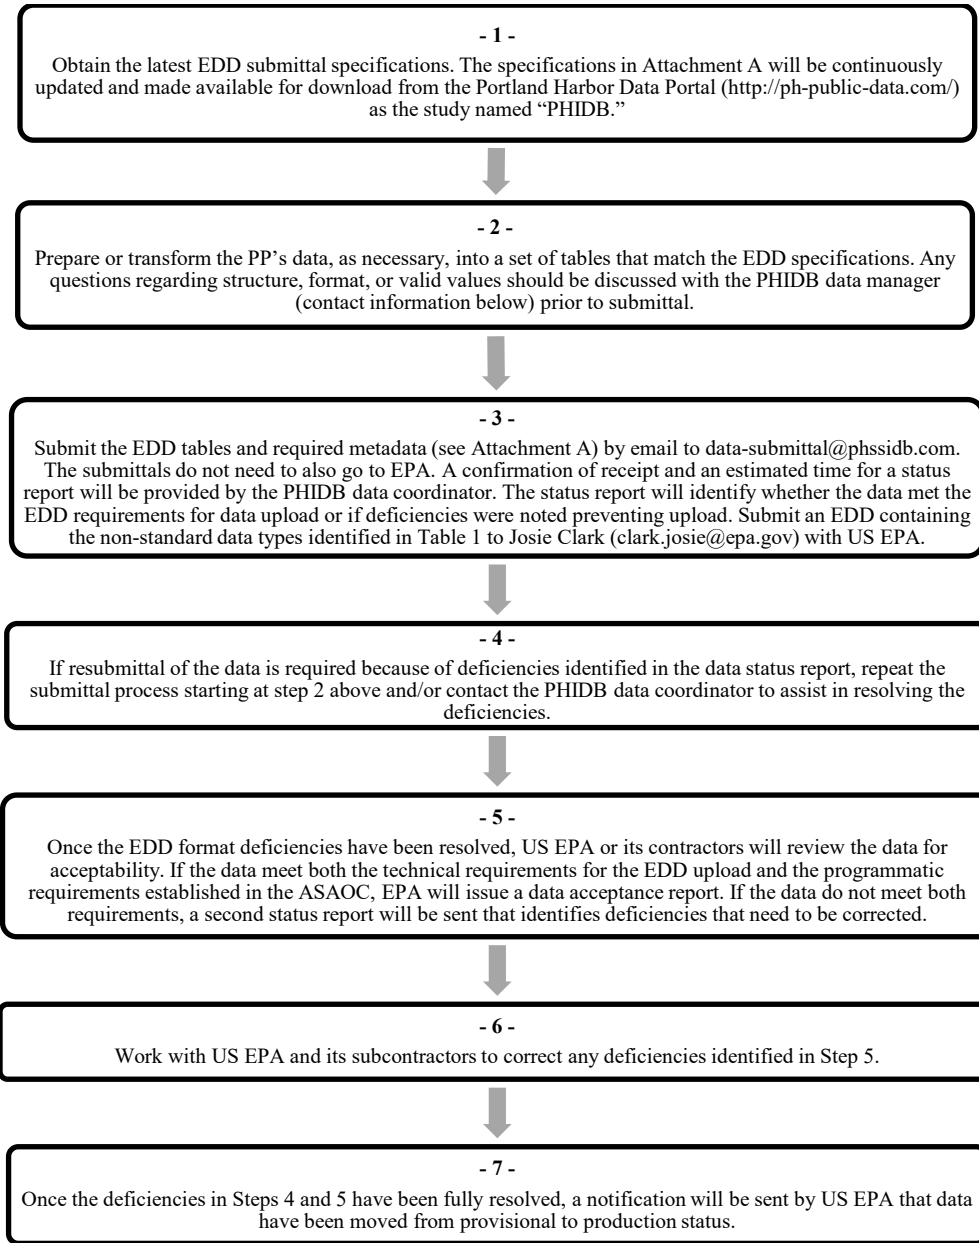 - 1 -
Obtain the latest EDD submittal specifications. The specifications in Attachment A will be continuously
updated and made available for download from the Portland Harbor Data Portal (http://ph-public-data.com/)
as the study named “PHIDB.”
- 2 -
Prepare or transform the PP’s data, as necessary, into a set of tables that match the EDD specifications. Any
questions regarding structure, format, or valid values should be discussed with the PHIDB data manager
(contact information below) prior to submittal.
- 3 -
Submit the EDD tables and required metadata (see Attachment A) by email to data-submittal@phssidb.com.
The submittals do not need to also go to EPA. A confirmation of receipt and an estimated time for a status
report will be provided by the PHIDB data coordinator. The status report will identify whether the data met the
EDD requirements for data upload or if deficiencies were noted preventing upload. Submit an EDD containing
the non-standard data types identified in Table 1 to Josie Clark (clark.josie@epa.gov) with US EPA.
- 4 -
If resubmittal of the data is required because of deficiencies identified in the data status report, repeat the
submittal process starting at step 2 above and/or contact the PHIDB data coordinator to assist in resolving the
deficiencies.
- 5 -
Once the EDD format deficiencies have been resolved, US EPA or its contractors will review the data for
acceptability. If the data meet both the technical requirements for the EDD upload and the programmatic
requirements established in the ASAOC, EPA will issue a data acceptance report. If the data do not meet both
requirements, a second status report will be sent that identifies deficiencies that need to be corrected.
- 6 -
Work with US EPA and its subcontractors to correct any deficiencies identified in Step 5.
- 7 -
Once the deficiencies in Steps 4 and 5 have been fully resolved, a notification will be sent by US EPA that data
have been moved from provisional to production status.